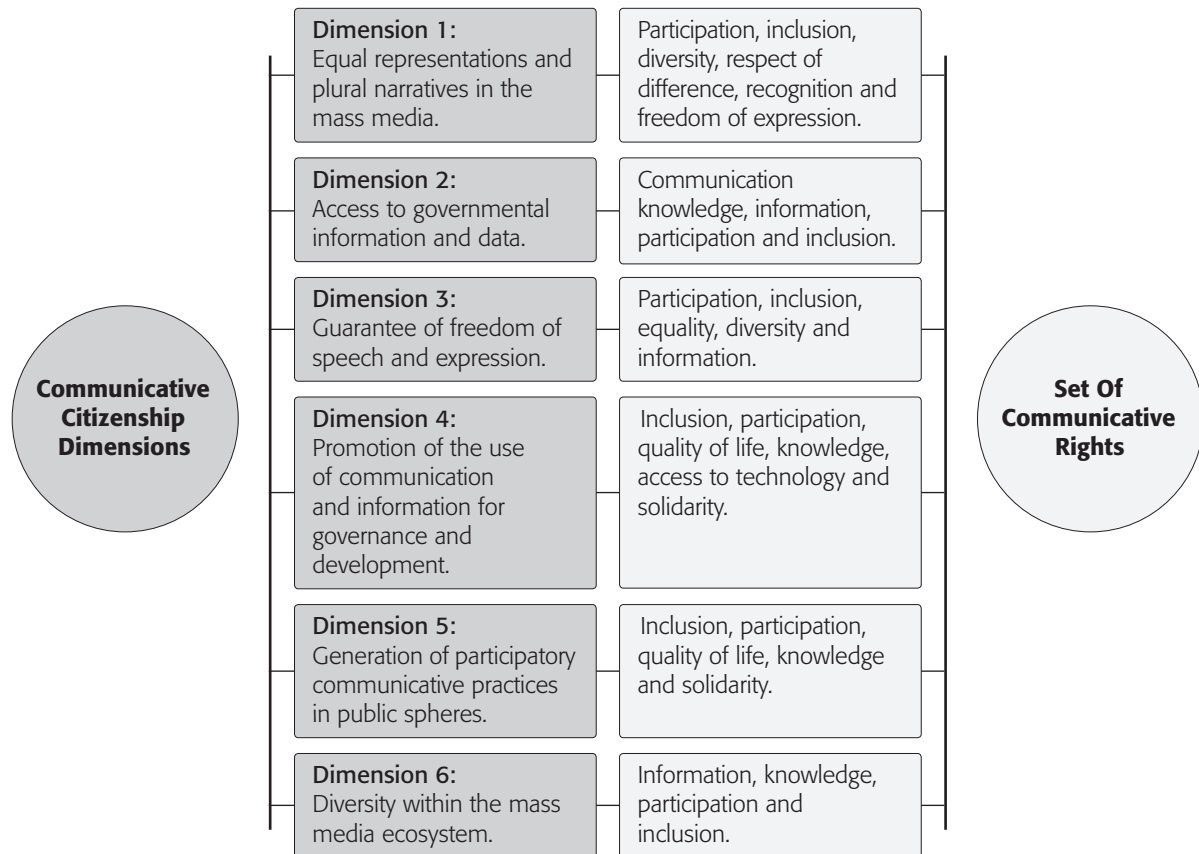 Dimension 1:
Equal representations and
plural narratives in the
mass media.
Participation, inclusion,
diversity, respect of
difference, recognition and
freedom of expression.
Dimension 2:
Access to governmental
information and data.
Communication
knowledge, information,
participation and inclusion.
Dimension 3:
Guarantee of freedom of
speech and expression.
Participation, inclusion,
equality, diversity and
information.
Communicative
Citizenship
Dimensions
Dimension 4:
Promotion of the use
of communication
and information for
governance and
development.
Inclusion, participation,
quality of life, knowledge,
access to technology and
solidarity.
Set Of
Communicative
Rights
Dimension 5:
Generation of participatory
communicative practices
in public spheres.
Inclusion, participation,
quality of life, knowledge
and solidarity.
Dimension 6:
Diversity within the mass
media ecosystem.
Information, knowledge,
participation and
inclusion.